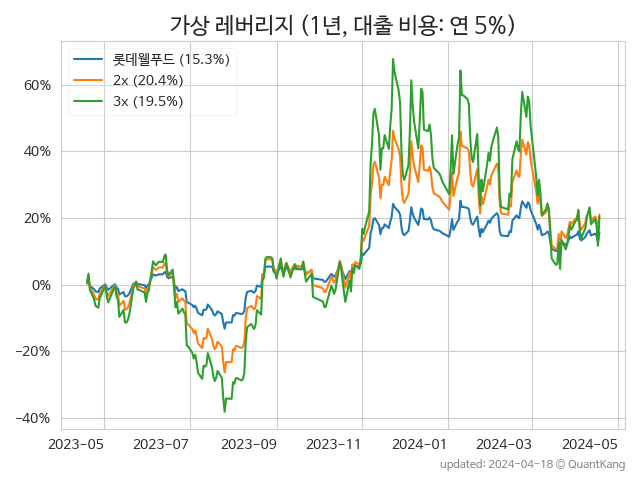 가상 레버리지 (1년, 대출 비용: 연 5%)
롯데웰푸드 (15.3%)
2x (20.4%)
3x (19.5%)
60%
40%
20%
0%
−20%
−40%
2023-05 2023-07 2023-09 2023-11 2024-01 2024-03 2024-05
updated: 2024-04-18 © QuantKang